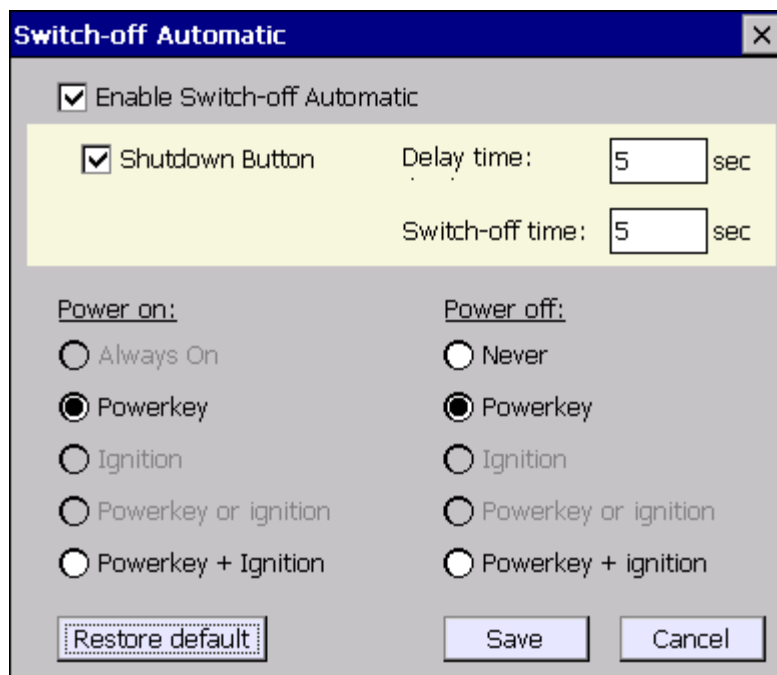 Switch-off Automatic
Enable Switch-off Automatic
Shutdown Button
Delay time: 5 sec
Switch-off time: 5 sec
Power on:
Always On
Powerkey
Ignition
Powerkey or ignition
Powerkey + Ignition
Power off:
Never
Powerkey
Ignition
Powerkey or ignition
Powerkey + ignition
Restore default
Save
Cancel